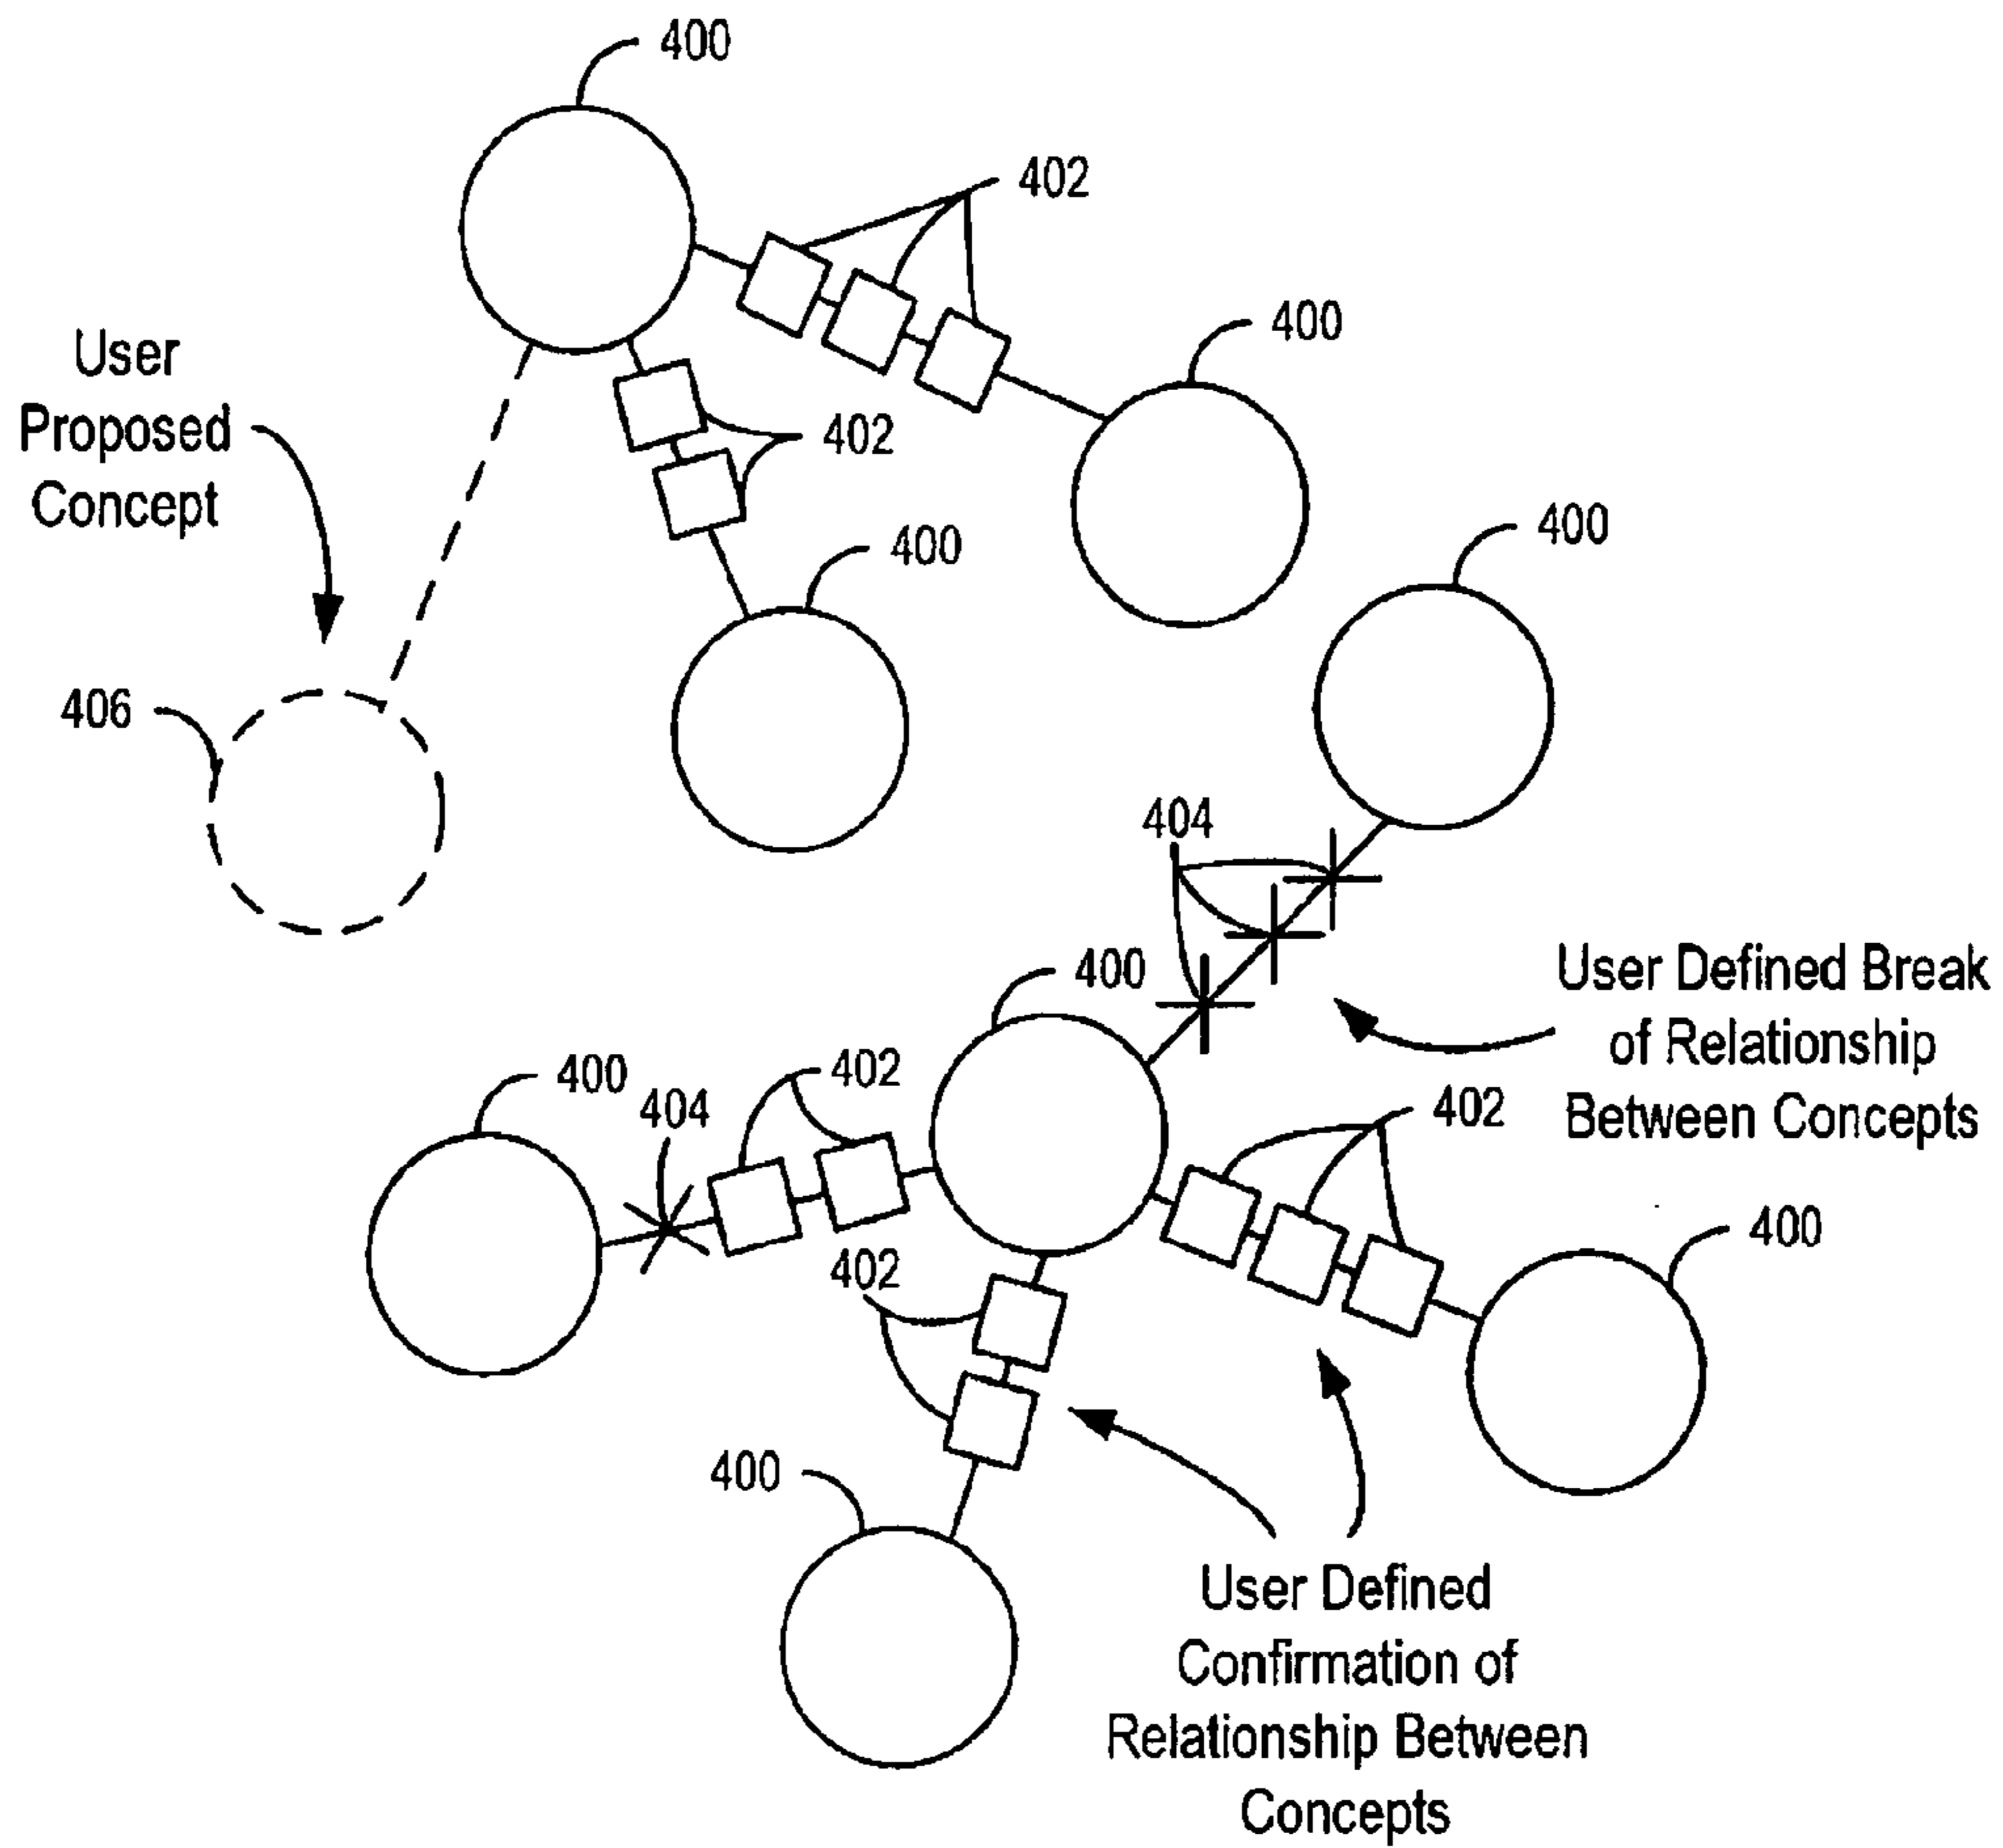 400
402
400
User
Proposed
Concept
402
400
400
406
404
400
User Defined Break
of Relationship
Between Concepts
400
404
402
402
400
402
400
User Defined
Confirmation of
Relationship Between
Concepts